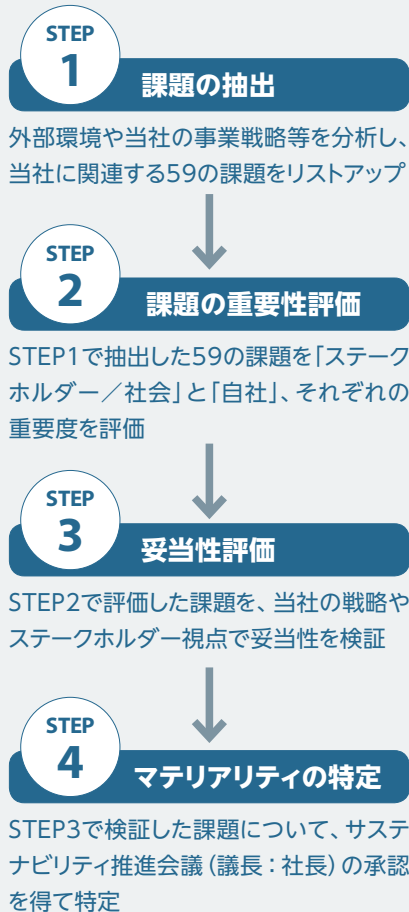 STEP
1
課題の抽出
外部環境や当社の事業戦略等を分析し、
当社に関連する59の課題をリストアップ
STEP
2
課題の重要性評価
STEP1で抽出した59の課題を「ステーク
ホルダー／社会」と「自社」、それぞれの
重要度を評価
STEP
3
妥当性評価
STEP2で評価した課題を、当社の戦略や
ステークホルダー視点で妥当性を検証
STEP
4
マテリアリティの特定
STEP3で検証した課題について、サステ
ナビリティ推進会議（議長：社長）の承認
を得て特定